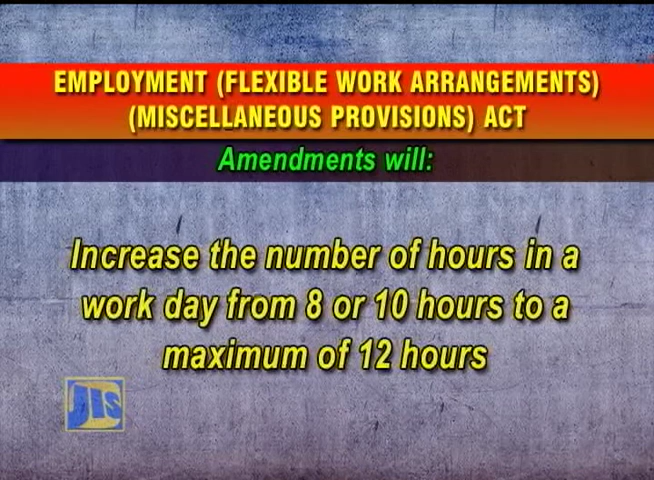 EMPLOYMENT (FLEXIBLE WORK ARRANGEMENTS)
(MISCELLANEOUS PROVISIONS) ACT
Amendments will:
Increase the number of hours in a
work day from 8 or 10 hours to a
maximum of 12 hours
JIS